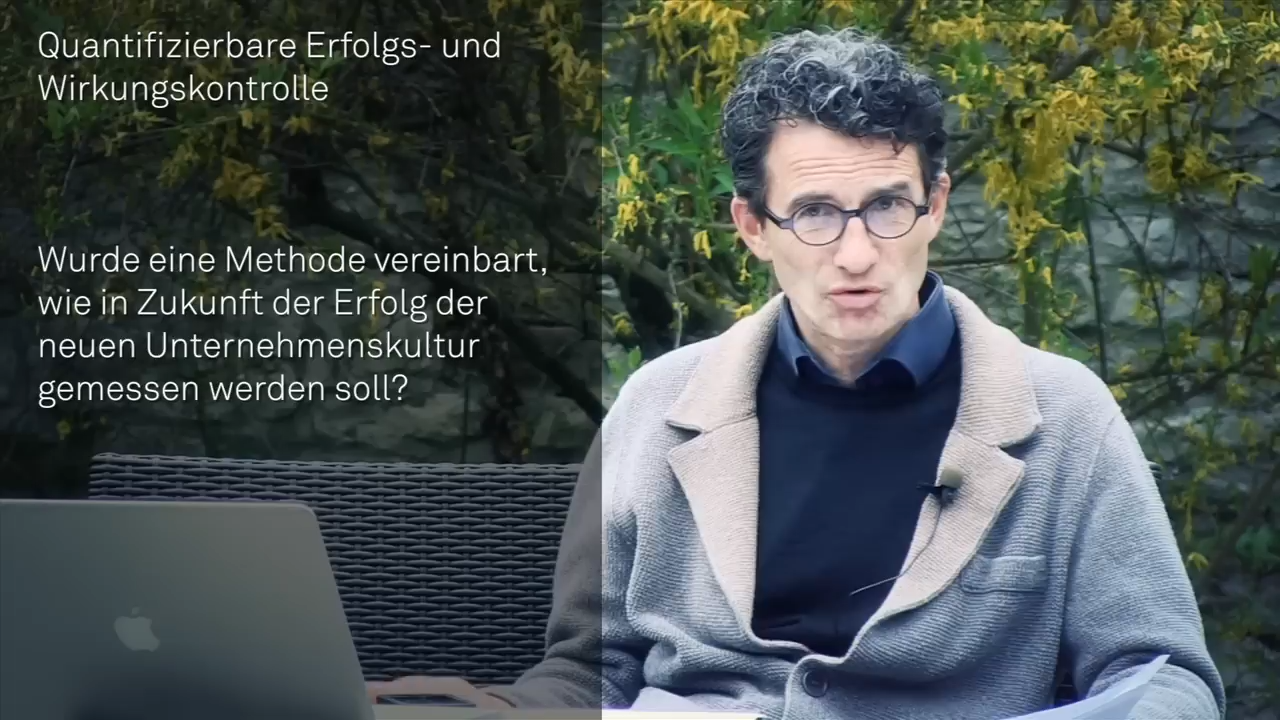 Quantifizierbare Erfolgs- und
Wirkungskontrolle
Wurde eine Methode vereinbart,
wie in Zukunft der Erfolg der
neuen Unternehmenskultur
gemessen werden soll?